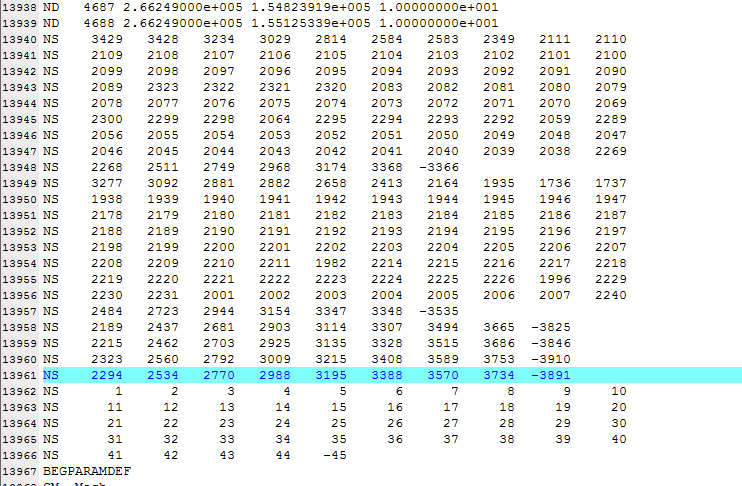 13938 ND 4687 2.66249000e+005 1.54823919e+005 1.00000000e+001
13939 ND 4688 2.66249000e+005 1.55125339e+005 1.00000000e+001
13940 NS 3429 3428 3234 3029 2814 2584 2583 2349 2111 2110
13941 NS 2109 2108 2107 2106 2105 2104 2103 2102 2101 2100
13942 NS 2099 2098 2097 2096 2095 2094 2093 2092 2091 2090
13943 NS 2089 2323 2322 2321 2320 2083 2082 2081 2080 2079
13944 NS 2078 2077 2076 2075 2074 2073 2072 2071 2070 2069
13945 NS 2300 2299 2298 2064 2295 2294 2293 2292 2059 2289
13946 NS 2056 2055 2054 2053 2052 2051 2050 2049 2048 2047
13947 NS 2046 2045 2044 2043 2042 2041 2040 2039 2038 2269
13948 NS 2268 2511 2749 2968 3174 3368 -3366
13949 NS 3277 3092 2881 2882 2658 2413 2164 1935 1736 1737
13950 NS 1938 1939 1940 1941 1942 1943 1944 1945 1946 1947
13951 NS 2178 2179 2180 2181 2182 2183 2184 2185 2186 2187
13952 NS 2188 2189 2190 2191 2192 2193 2194 2195 2196 2197
13953 NS 2198 2199 2200 2201 2202 2203 2204 2205 2206 2207
13954 NS 2208 2209 2210 2211 1982 2214 2215 2216 2217 2218
13955 NS 2219 2220 2221 2222 2223 2224 2225 2226 1996 2229
13956 NS 2230 2231 2001 2002 2003 2004 2005 2006 2007 2240
13957 NS 2484 2723 2944 3154 3347 3348 -3535
13958 NS 2189 2437 2681 2903 3114 3307 3494 3665 -3825
13959 NS 2215 2462 2703 2925 3135 3328 3515 3686 -3846
13960 NS 2323 2560 2792 3009 3215 3408 3589 3753 -3910
13961 NS 2294 2534 2770 2988 3195 3388 3570 3734 -3891
13962 NS 1 2 3 4 5 6 7 8 9 10
13963 NS 11 12 13 14 15 16 17 18 19 20
13964 NS 21 22 23 24 25 26 27 28 29 30
13965 NS 31 32 33 34 35 36 37 38 39 40
13966 NS 41 42 43 44 -45
13967 BEGPARAMDEF